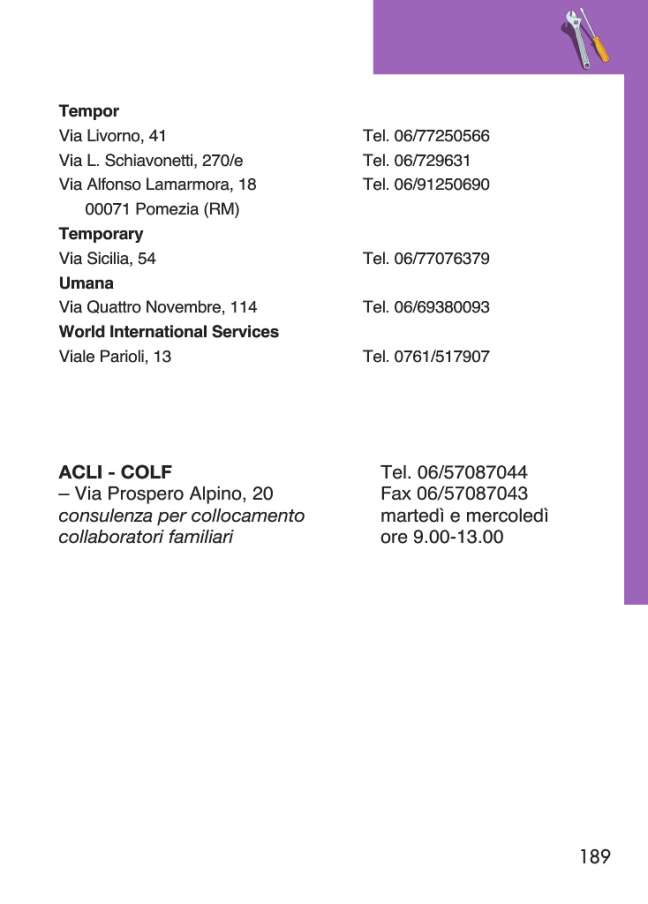 Tempor
Via Livorno, 41 Tel. 06/77250566
Via L. Schiavonetti, 270/e Tel. 06/729631
Via Alfonso Lamarmora, 18 Tel. 06/91250690
00071 Pomezia (RM)
Temporary
Via Sicilia, 54 Tel. 06/77076379
Umana
Via Quattro Novembre, 114 Tel. 06/69380093
World International Services
Viale Parioli, 13 Tel. 0761/517907
ACLI - COLF Tel. 06/57087044
– Via Prospero Alpino, 20 Fax 06/57087043
consulenza per collocamento martedì e mercoledì
collaboratori familiari ore 9.00-13.00
189